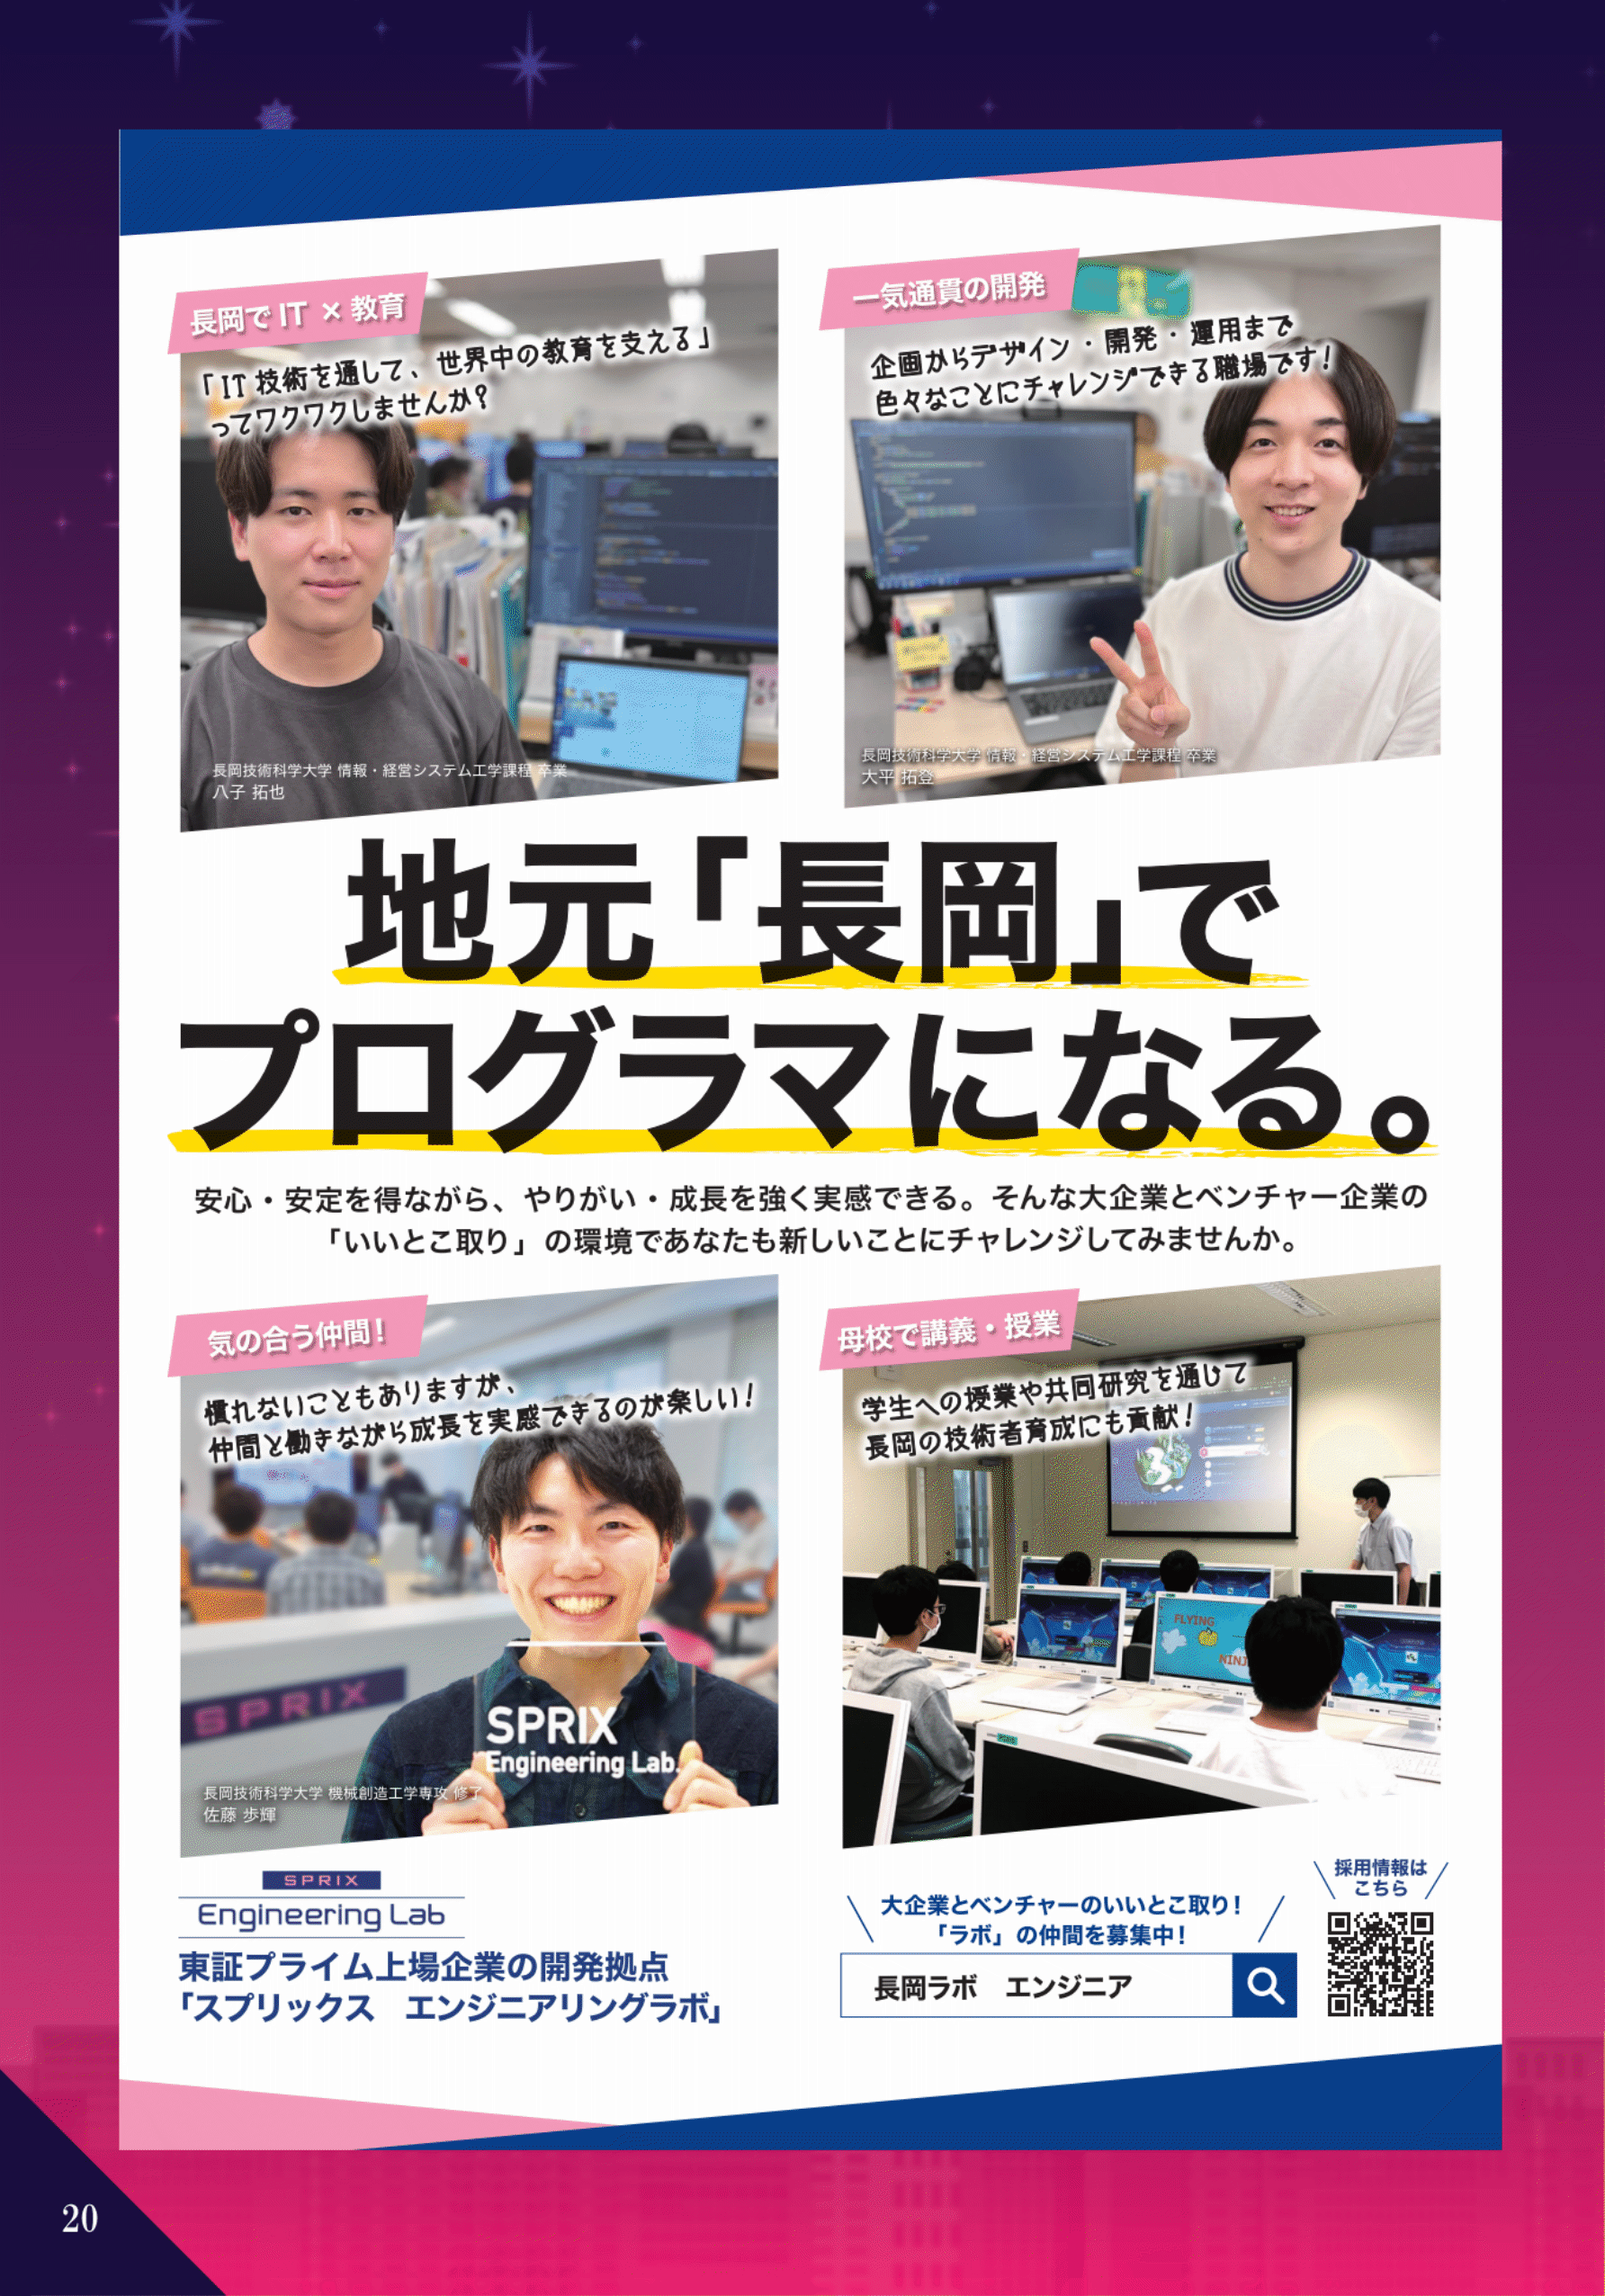 長岡で IT × 教育
「IT 技術を通して、世界中の教育を支える」
ってワクワクしませんか？
長岡技術科学大学 情報・経営システム工学課程 卒業
八子 拓也
一気通貫の開発
企画からデザイン・開発・運用まで
色々なことにチャレンジできる職場です！
長岡技術科学大学 情報・経営システム工学課程 卒業
大平 拓登
地元「長岡」で
プログラマになる。
安心・安定を得ながら、やりがい・成長を強く実感できる。そんな大企業とベンチャー企業の
「いいとこ取り」の環境であなたも新しいことにチャレンジしてみませんか。
気の合う仲間！
慣れないこともありますが、
仲間と働きながら成長を実感できるのが楽しい！
SPRIX
SPRIX
Engineering Lab.
長岡技術科学大学 機械創造工学専攻 修了
佐藤 歩輝
母校で講義・授業
学生への授業や共同研究を通じて
長岡の技術者育成にも貢献！
FLYING
NINJ
SPRIX
Engineering Lab
東証プライム上場企業の開発拠点
「スプリックス　エンジニアリングラボ」
大企業とベンチャーのいいとこ取り！
「ラボ」の仲間を募集中！
長岡ラボ　エンジニア
採用情報は
こちら
20